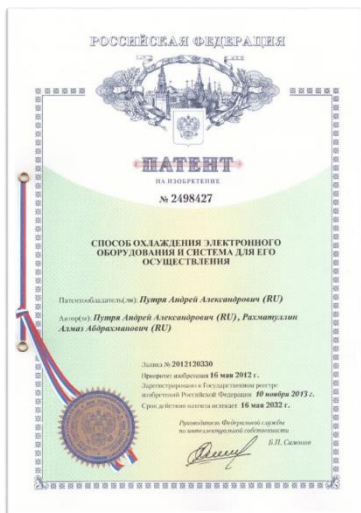 РОССИЙСКАЯ ФЕДЕРАЦИЯ
ПАТЕНТ
НА ИЗОБРЕТЕНИЕ
№ 2498427
СПОСОБ ОХЛАЖДЕНИЯ ЭЛЕКТРОННОГО
ОБОРУДОВАНИЯ И СИСТЕМА ДЛЯ ЕГО
ОСУЩЕСТВЛЕНИЯ
Патентообладатель(ли): Путря Андрей Александрович (RU)
Автор(ы): Путря Андрей Александрович (RU), Рахматуллин
Алмаз Абдрахманович (RU)
Заявка № 2012120330
Приоритет изобретения 16 мая 2012 г.
Зарегистрировано в Государственном реестре
изобретений Российской Федерации 10 ноября 2013 г.
Срок действия патента истекает 16 мая 2032 г.
Руководитель Федеральной службы
по интеллектуальной собственности
Б.П. Симонов